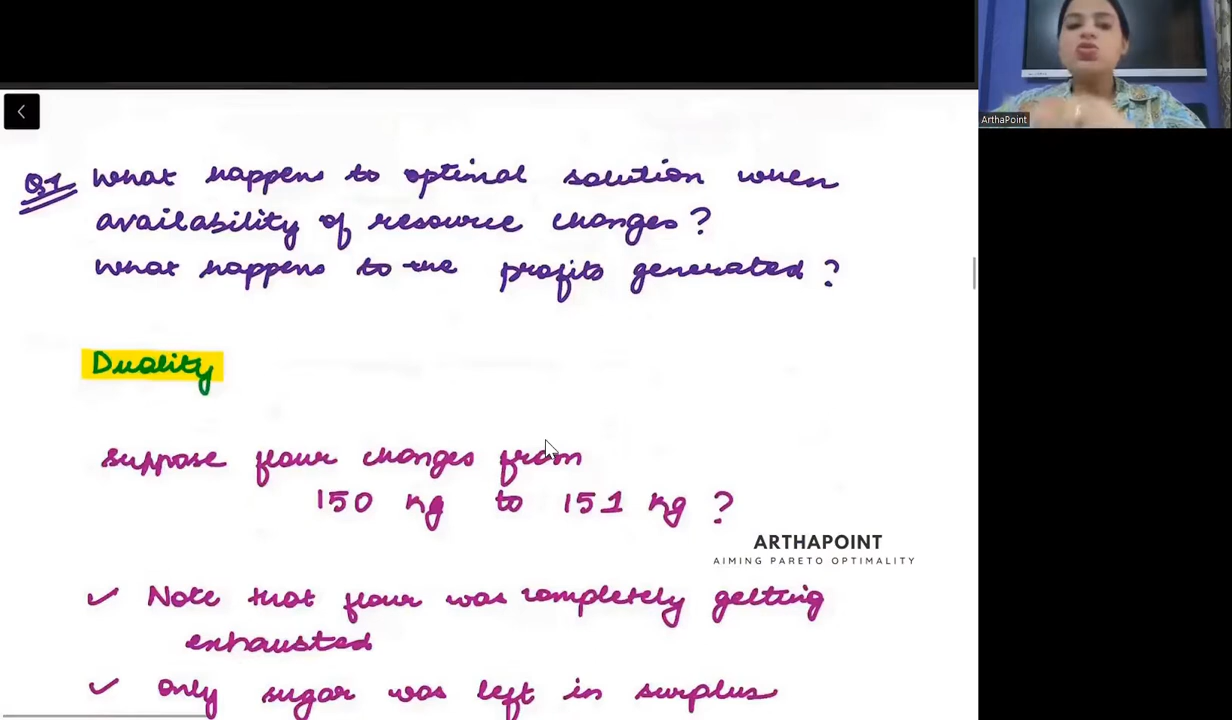 ArthaPoint
Q1 What happens to optimal solution when
availability of resource changes?
What happens to the profits generated?
Duality
Suppose flour changes from
150 kg to 151 kg?
ARTHAPOINT
AIMING PARETO OPTIMALITY
✓ Note that flour was completely getting
exhausted
✓ Only sugar was left in surplus